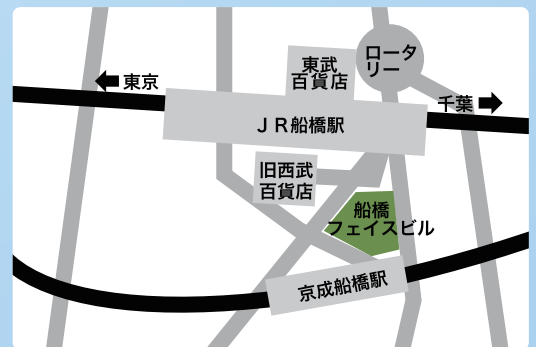 ロータ
リー
東武
百貨店
東京
千葉
ＪＲ船橋駅
旧西武
百貨店
船橋
フェイスビル
京成船橋駅